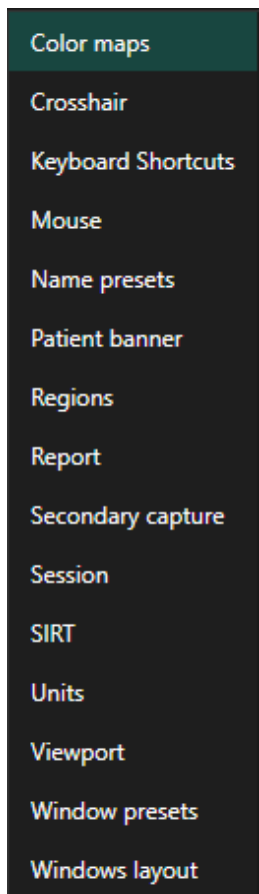 Color maps
Crosshair
Keyboard Shortcuts
Mouse
Name presets
Patient banner
Regions
Report
Secondary capture
Session
SIRT
Units
Viewport
Window presets
Windows layout